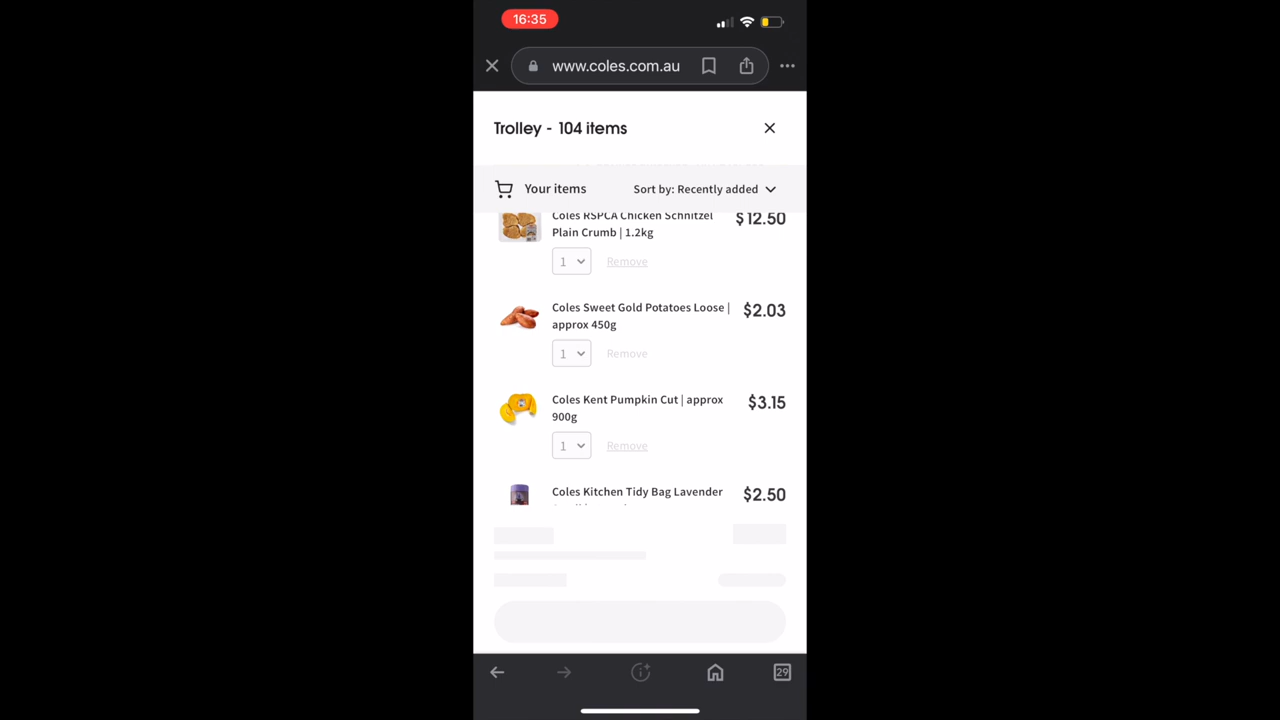 16:35
www.coles.com.au
Trolley - 104 items
Your items
Sort by: Recently added
Coles RSPCA Chicken Schnitzel
$12.50
Plain Crumb | 1.2kg
1
Remove
Coles Sweet Gold Potatoes Loose |
$2.03
approx 450g
1
Remove
Coles Kent Pumpkin Cut | approx
$3.15
900g
1
Remove
Coles Kitchen Tidy Bag Lavender
$2.50
29